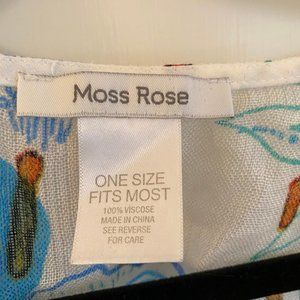 Moss Rose
ONE SIZE
FITS MOST
100% VISCOSE
MADE IN CHINA
SEE REVERSE
FOR CARE